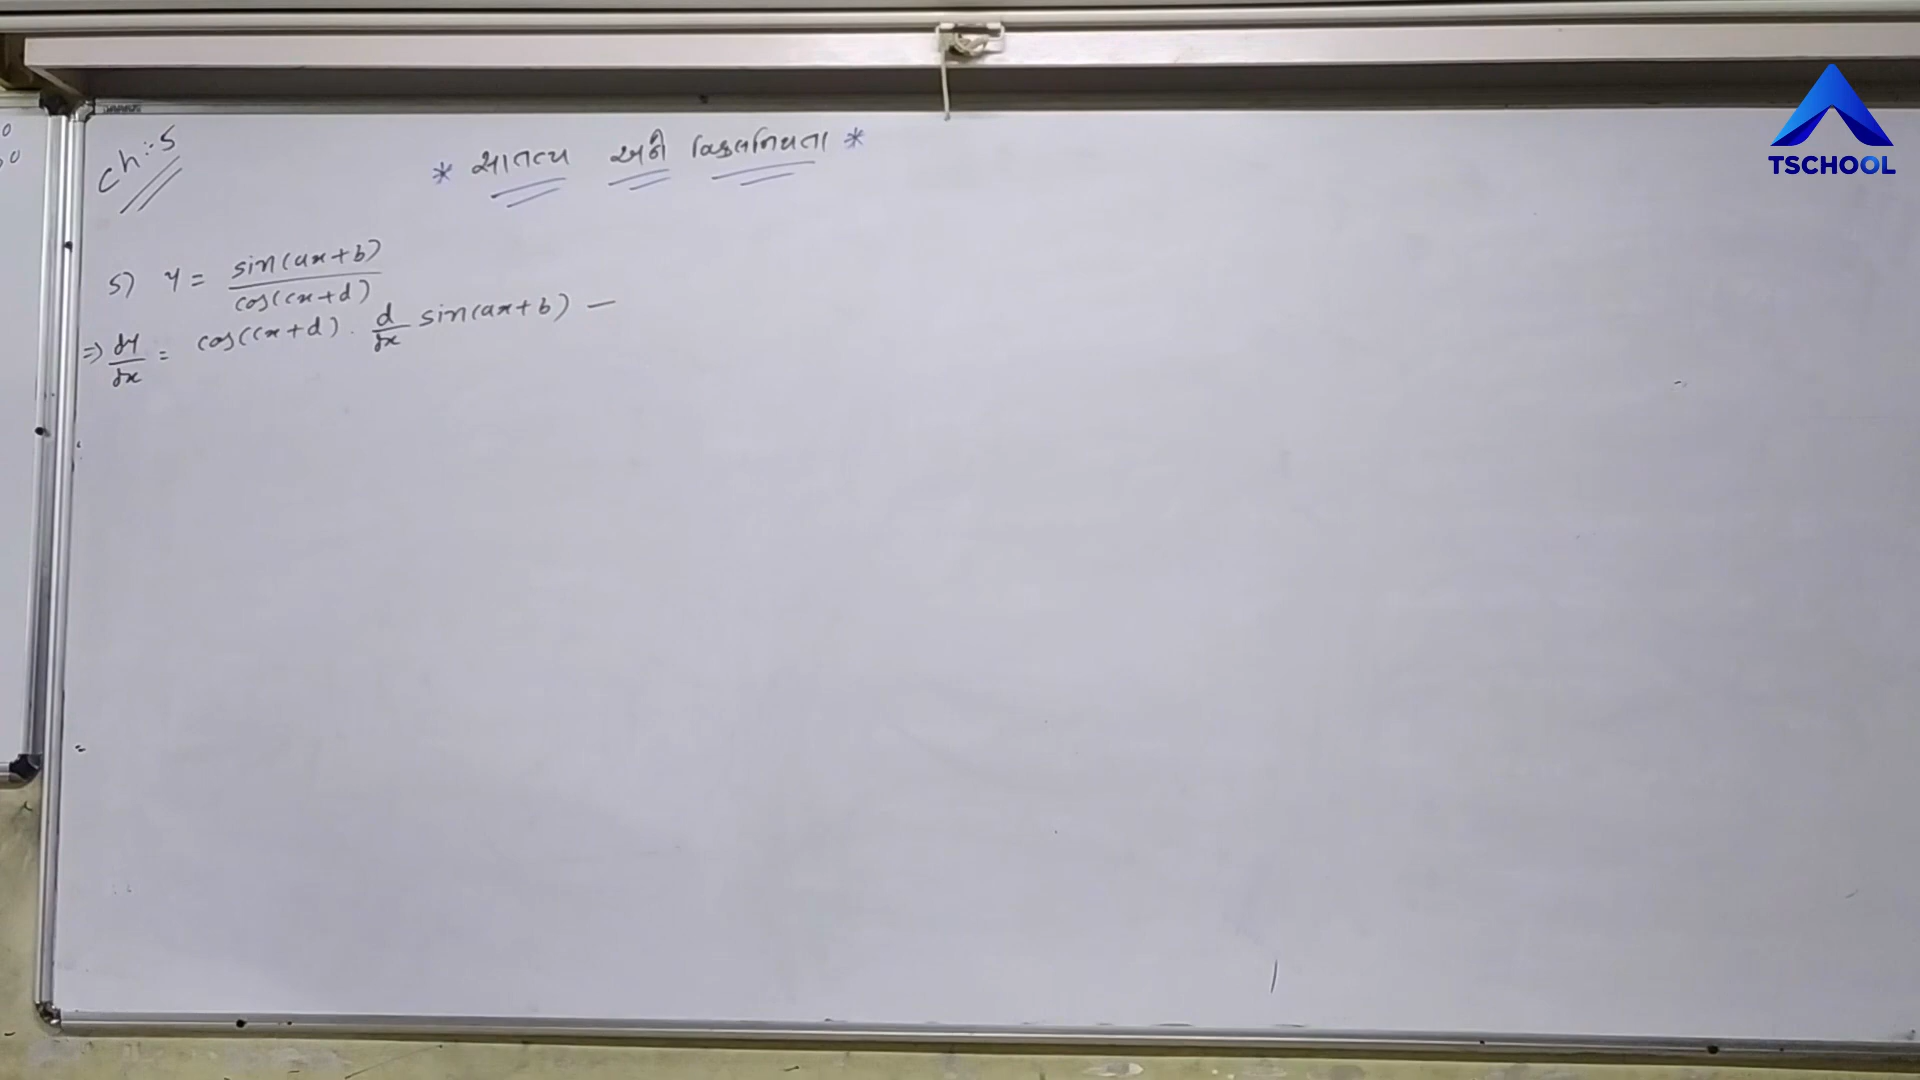 Ch:-5
* સાતત્ય અને વિકલનિયતા *
5) y = sin(ax+b) / cos(cx+d)
=> dy/dx = cos(cx+d) . d/dx sin(ax+b) —
TSCHOOL